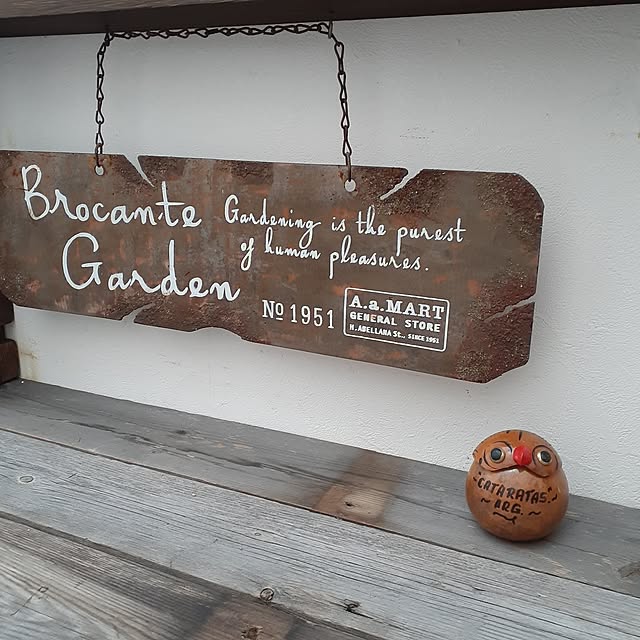 Brocante
Garden
Gardening is the purest
of human pleasures.
No 1951
A.a.MART
GENERAL STORE
H.ABELLANA St., SINCE 1951
"CATARATAS"
~ ARG. ~